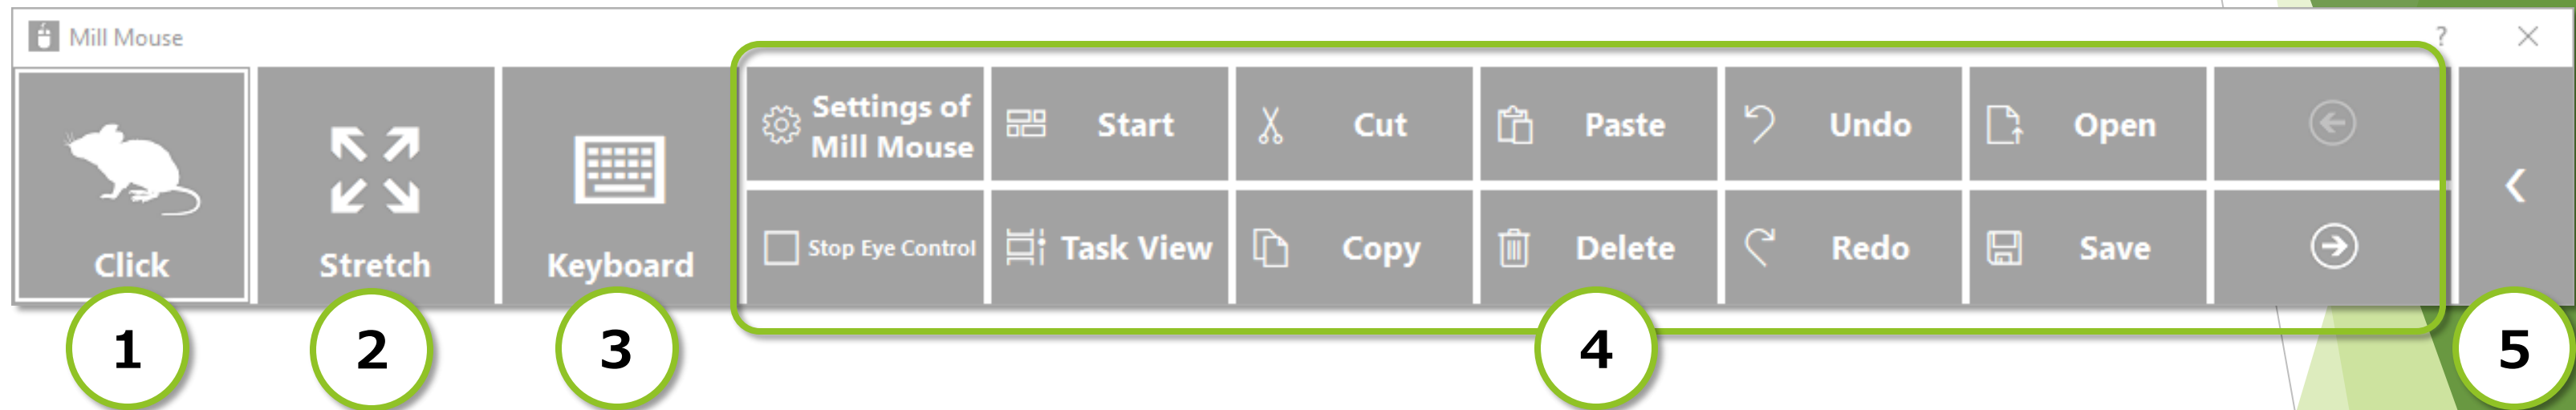 Mill Mouse
?
Click
Stretch
Keyboard
Settings of
Mill Mouse
Start
Cut
Paste
Undo
Open
Stop Eye Control
Task View
Copy
Delete
Redo
Save
1
2
3
4
5